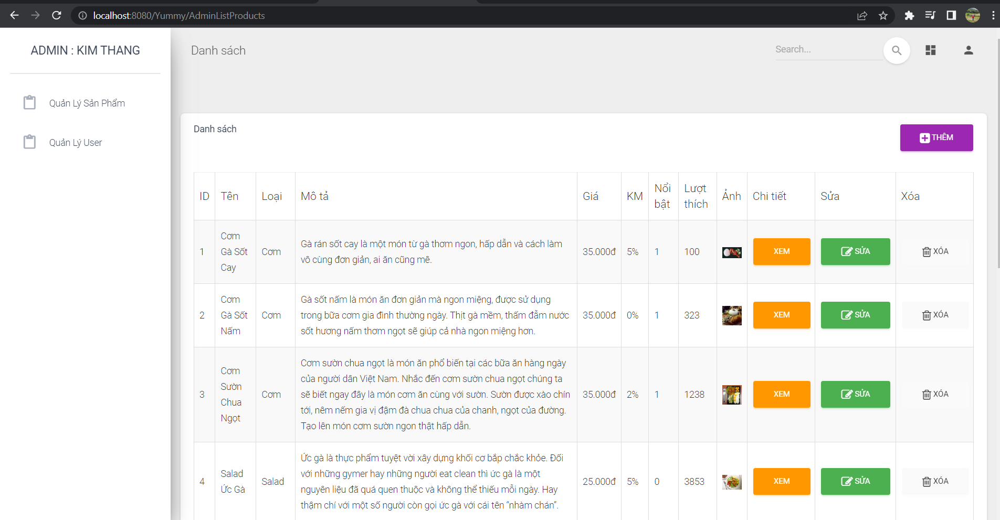 localhost:8080/Yummy/AdminListProducts
ADMIN : KIM THANG
Danh sách
Search...
Quản Lý Sản Phẩm
Quản Lý User
Danh sách
THÊM
ID Tên Loại Mô tả Giá KM Nổi bật Lượt thích Ảnh Chi tiết Sửa Xóa
1
Cơm
Gà Sốt
Cay
Cơm
Gà rán sốt cay là một món từ gà thơm ngon, hấp dẫn và cách làm
vô cùng đơn giản, ai ăn cũng mê.
35.000đ 5% 1 100 XEM SỬA XÓA
2
Cơm
Gà Sốt
Nấm
Cơm
Gà sốt nấm là món ăn đơn giản mà ngon miệng, được sử dụng
trong bữa cơm gia đình thường ngày. Thịt gà mềm, thấm đẫm nước
sốt hương nấm thơm ngọt sẽ giúp cả nhà ngon miệng hơn.
35.000đ 0% 1 323 XEM SỬA XÓA
3
Cơm
Sườn
Chua
Ngọt
Cơm
Cơm sườn chua ngọt là món ăn phổ biến tại các bữa ăn hàng ngày
của người dân Việt Nam. Nhắc đến cơm sườn chua ngọt chúng ta
sẽ biết ngay đây là món cơm ăn cùng với sườn. Sườn được xào chín
tới, nêm nếm gia vị đậm đà chua chua của chanh, ngọt của đường.
Tạo lên món cơm sườn ngon thật hấp dẫn.
35.000đ 2% 1 1238 XEM SỬA XÓA
4
Salad
Ức Gà
Salad
Ức gà là thực phẩm tuyệt vời xây dựng khối cơ bắp chắc khỏe. Đối
với những gymer hay những người eat clean thì ức gà là một
nguyên liệu đã quá quen thuộc và không thể thiếu mỗi ngày. Hay
thậm chí với một số người còn gọi ức gà với cái tên “nhàm chán”.
25.000đ 5% 0 3853 XEM SỬA XÓA